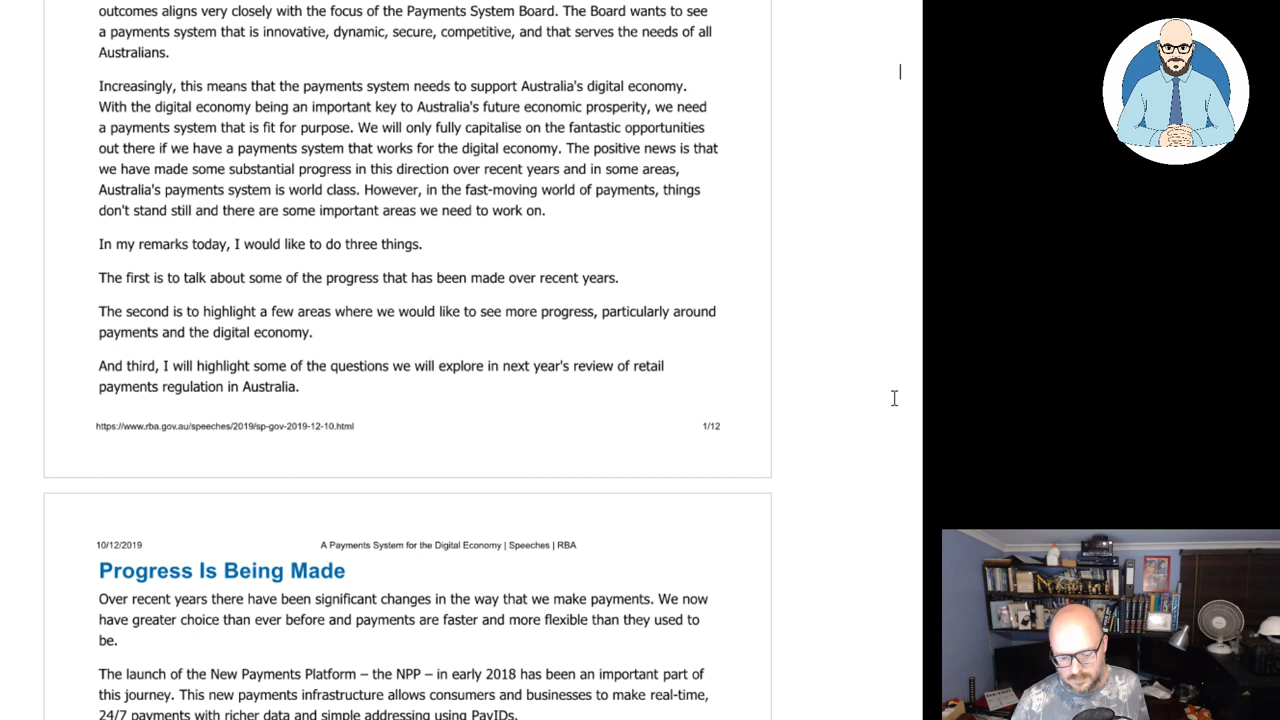 outcomes aligns very closely with the focus of the Payments System Board. The Board wants to see
a payments system that is innovative, dynamic, secure, competitive, and that serves the needs of all
Australians.
Increasingly, this means that the payments system needs to support Australia's digital economy.
With the digital economy being an important key to Australia's future economic prosperity, we need
a payments system that is fit for purpose. We will only fully capitalise on the fantastic opportunities
out there if we have a payments system that works for the digital economy. The positive news is that
we have made some substantial progress in this direction over recent years and in some areas,
Australia's payments system is world class. However, in the fast-moving world of payments, things
don't stand still and there are some important areas we need to work on.
In my remarks today, I would like to do three things.
The first is to talk about some of the progress that has been made over recent years.
The second is to highlight a few areas where we would like to see more progress, particularly around
payments and the digital economy.
And third, I will highlight some of the questions we will explore in next year's review of retail
payments regulation in Australia.
https://www.rba.gov.au/speeches/2019/sp-gov-2019-12-10.html 1/12
10/12/2019 A Payments System for the Digital Economy | Speeches | RBA
Progress Is Being Made
Over recent years there have been significant changes in the way that we make payments. We now
have greater choice than ever before and payments are faster and more flexible than they used to
be.
The launch of the New Payments Platform – the NPP – in early 2018 has been an important part of
this journey. This new payments infrastructure allows consumers and businesses to make real-time,
24/7 payments with richer data and simple addressing using PayIDs.